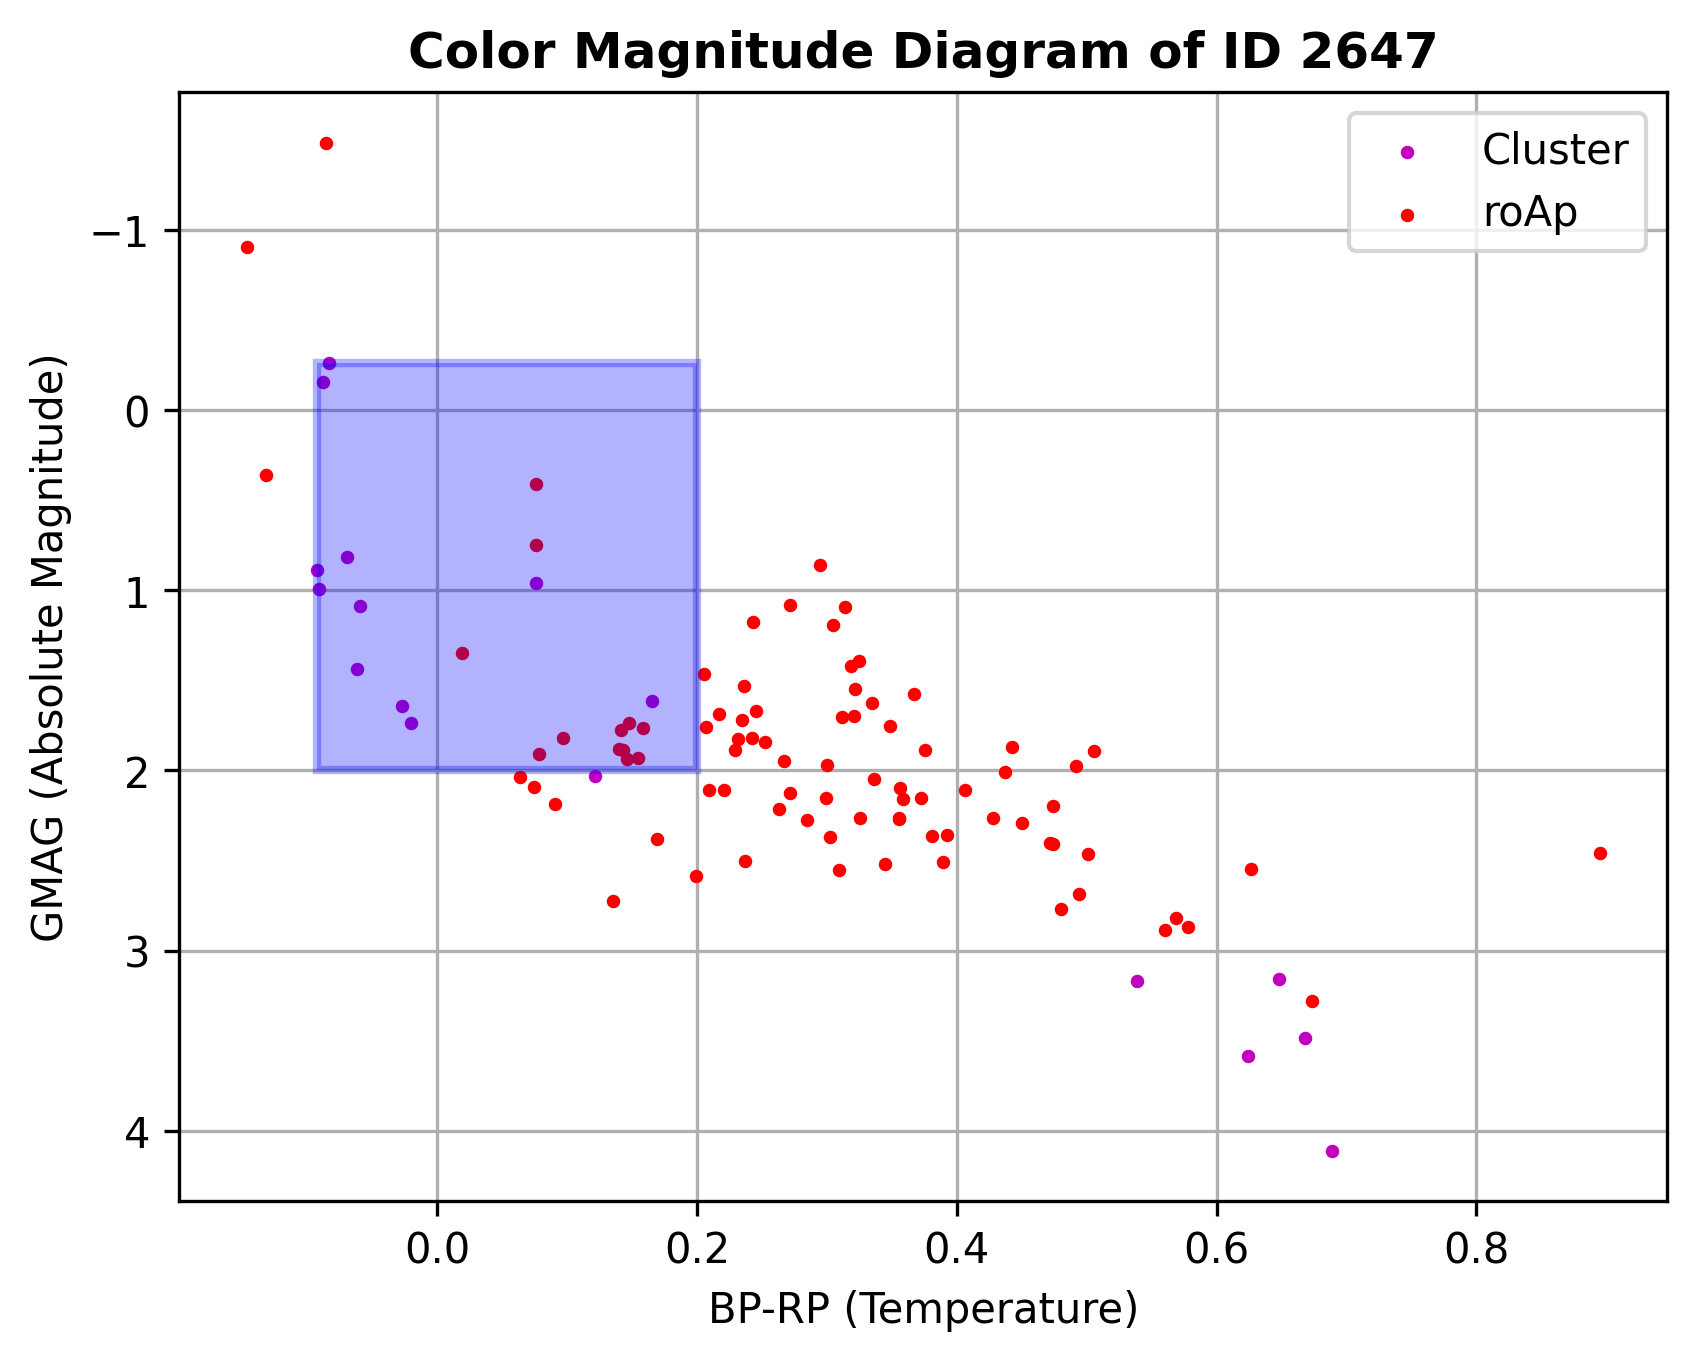 Color Magnitude Diagram of ID 2647
Cluster
roAp
GMAG (Absolute Magnitude)
−1
0
1
2
3
4
0.0 0.2 0.4 0.6 0.8
BP-RP (Temperature)